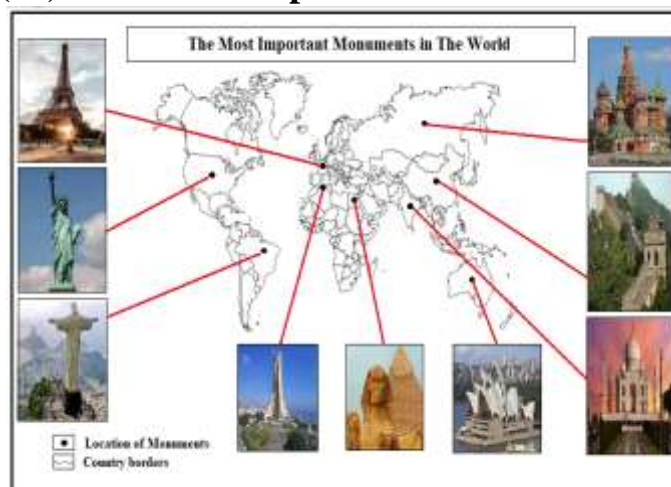 The Most Important Monuments in The World
Location of Monuments
Country borders